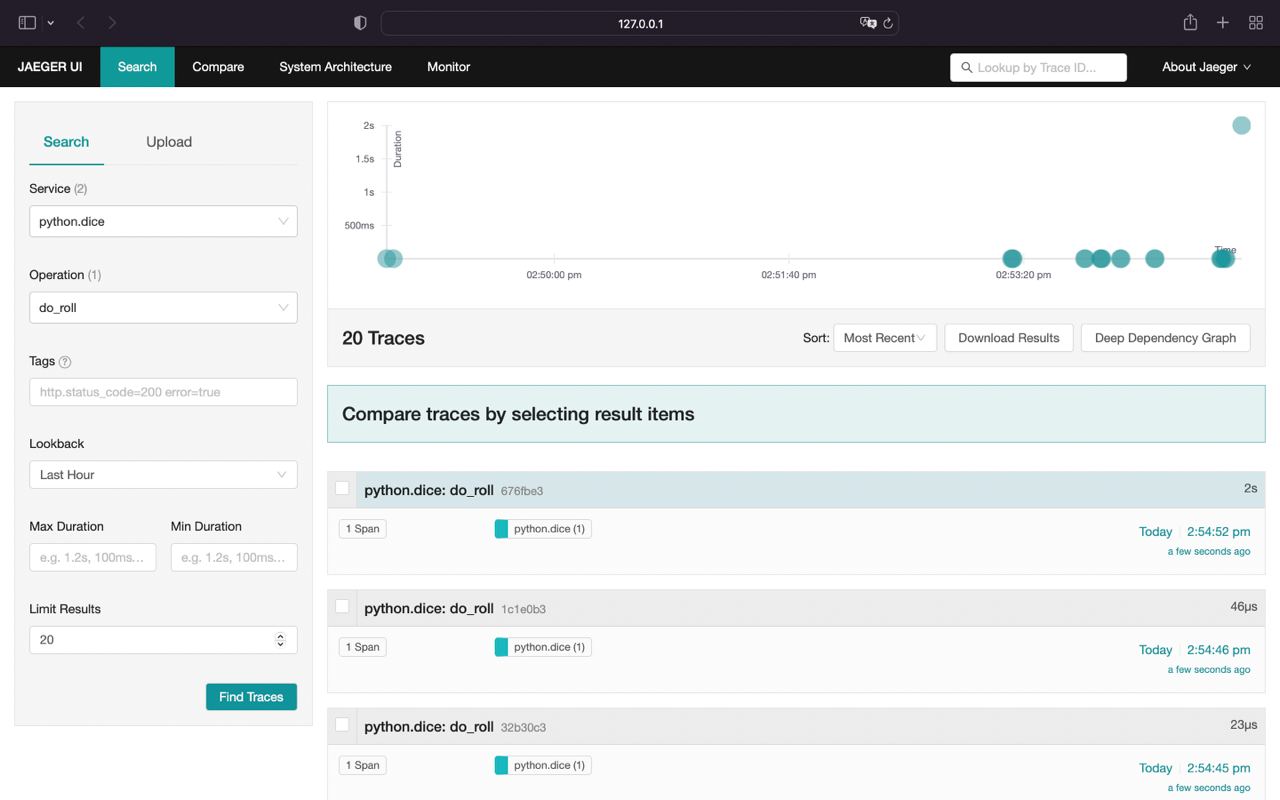 127.0.0.1
JAEGER UI Search Compare System Architecture Monitor Lookup by Trace ID... About Jaeger
Search Upload
Service (2)
python.dice
Operation (1)
do_roll
Tags ?
http.status_code=200 error=true
Lookback
Last Hour
Max Duration Min Duration
e.g. 1.2s, 100ms... e.g. 1.2s, 100ms...
Limit Results
20
Find Traces
2s
1.5s
1s
500ms
Duration
Time
02:50:00 pm 02:51:40 pm 02:53:20 pm
20 Traces Sort: Most Recent Download Results Deep Dependency Graph
Compare traces by selecting result items
python.dice: do_roll 676fbe3 2s
1 Span python.dice (1) Today 2:54:52 pm
a few seconds ago
python.dice: do_roll 1c1e0b3 46μs
1 Span python.dice (1) Today 2:54:46 pm
a few seconds ago
python.dice: do_roll 32b30c3 23μs
1 Span python.dice (1) Today 2:54:45 pm
a few seconds ago